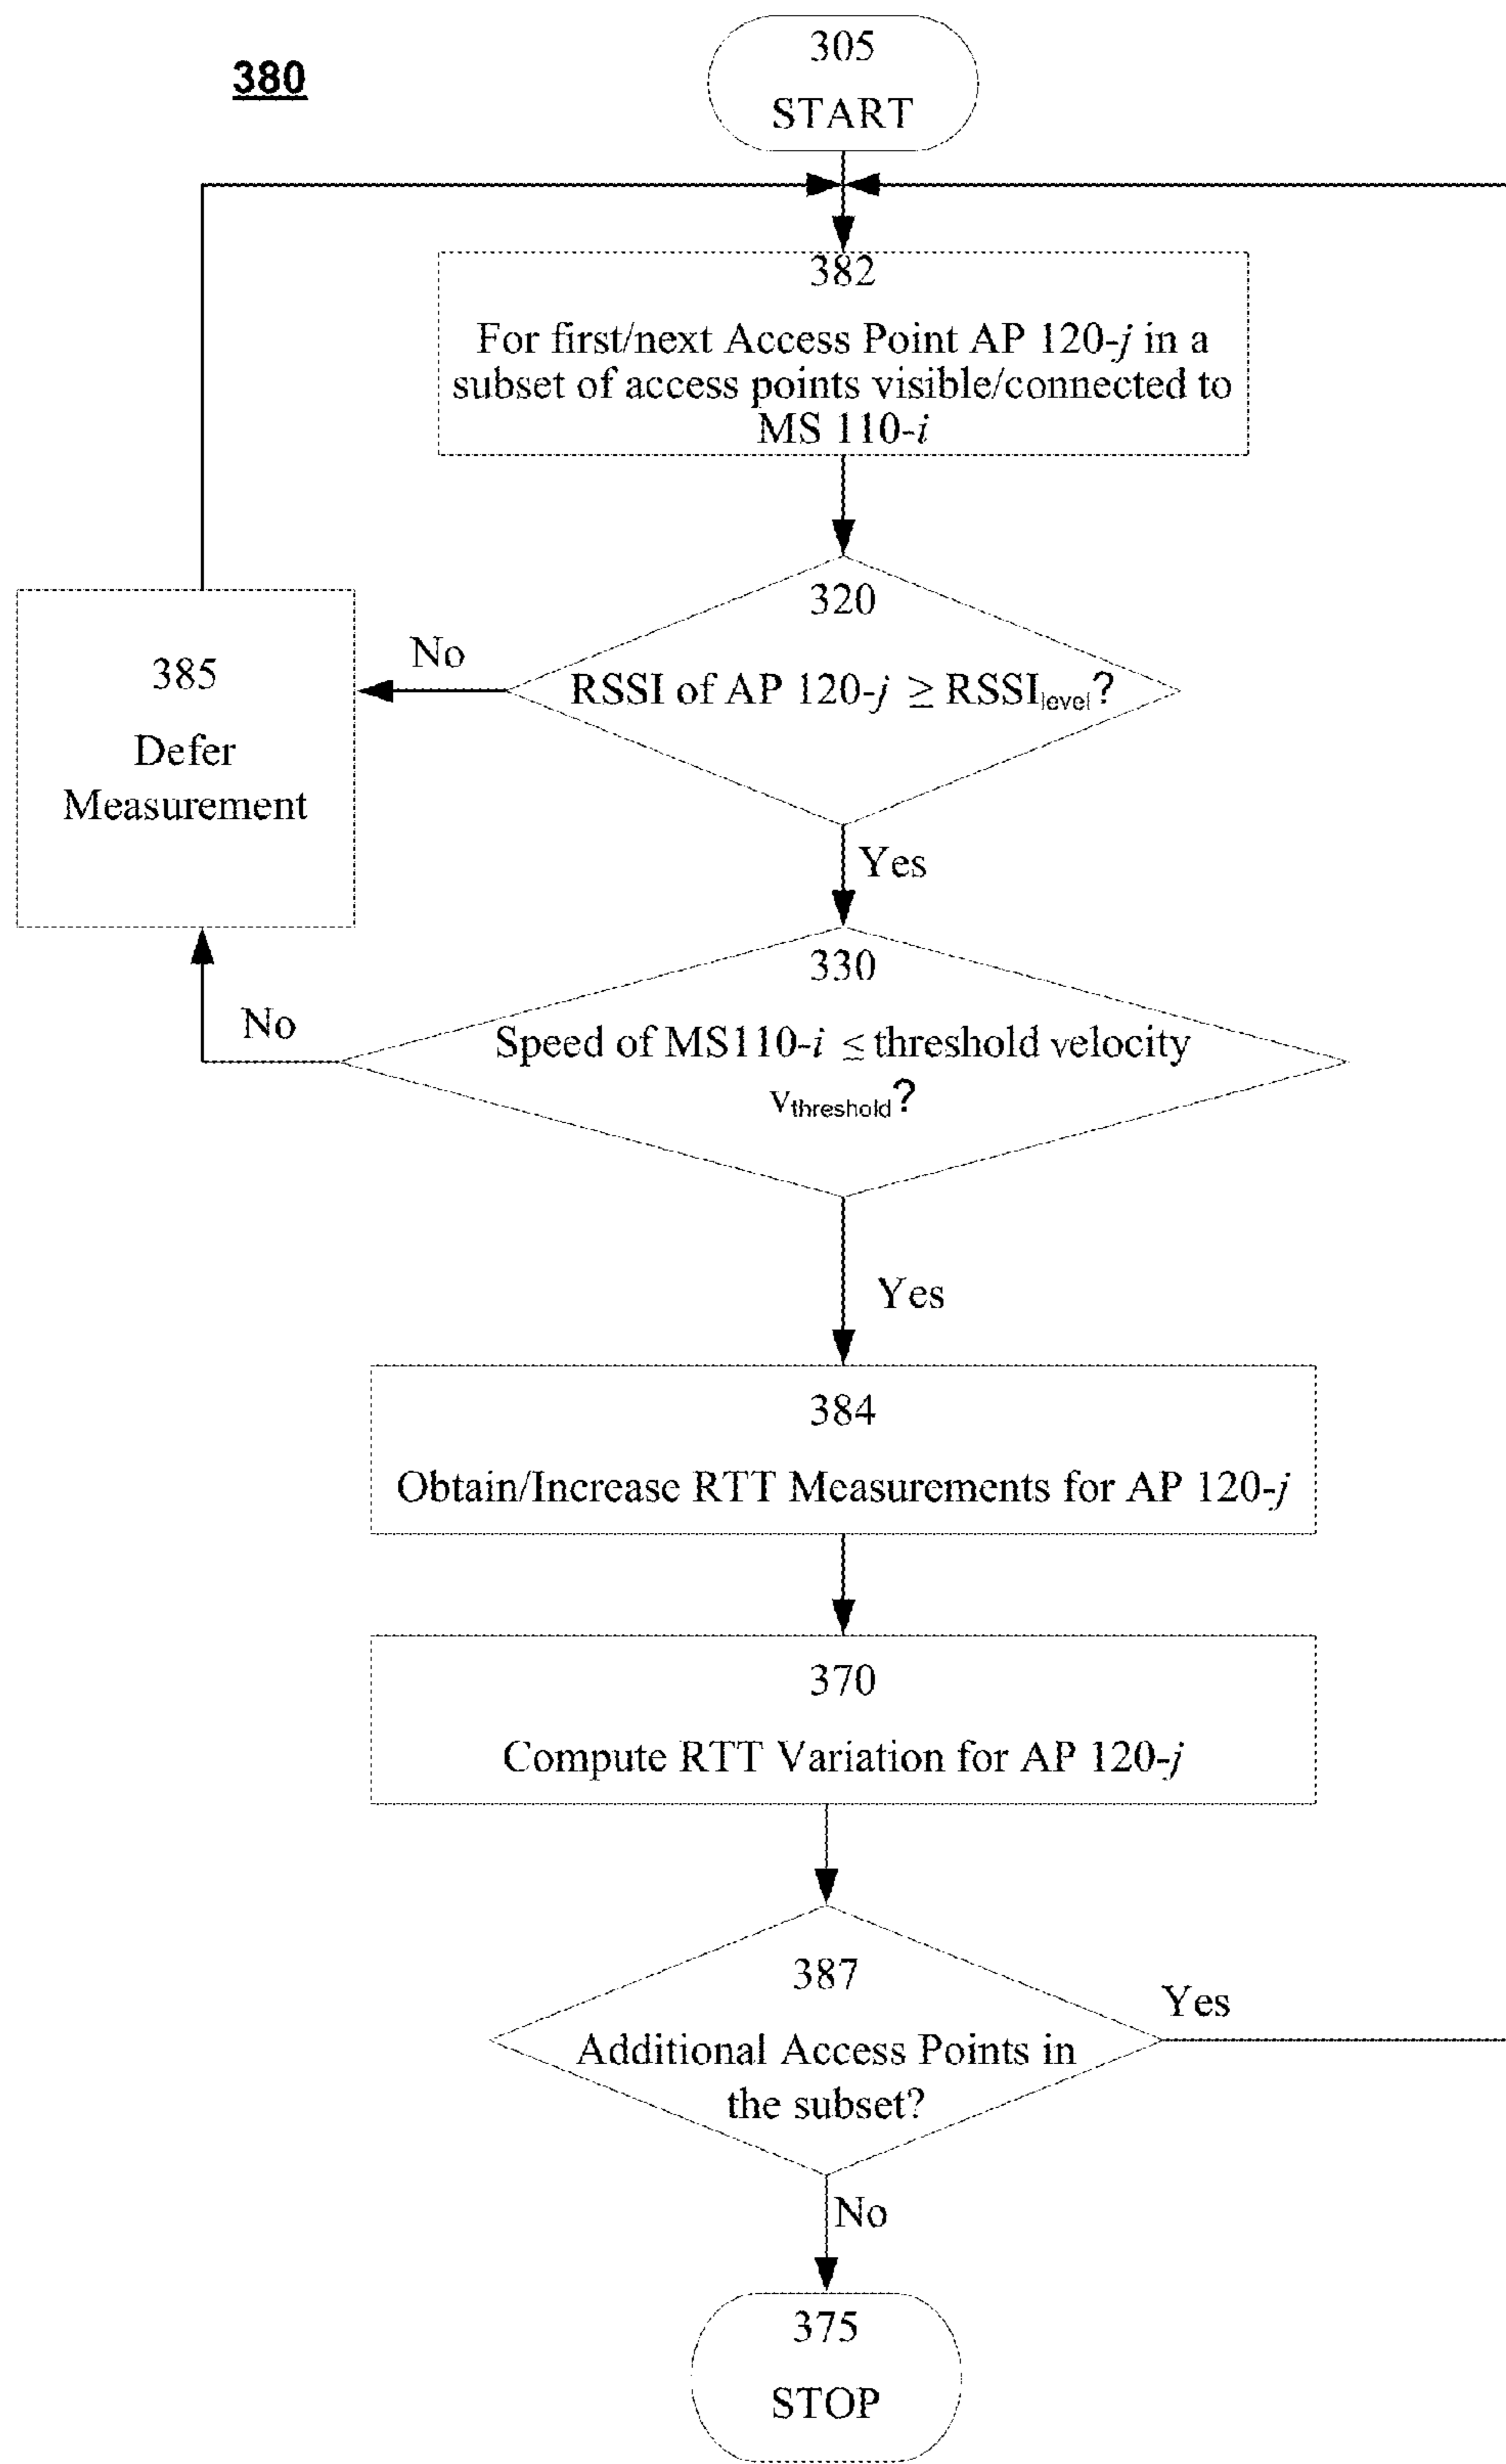 380
305
START
382
For first/next Access Point AP 120-j in a
subset of access points visible/connected to
MS 110-i
320
RSSI of AP 120-j ≥ RSSIlevel?
No
385
Defer
Measurement
Yes
330
Speed of MS110-i ≤ threshold velocity
vthreshold?
No
Yes
384
Obtain/Increase RTT Measurements for AP 120-j
370
Compute RTT Variation for AP 120-j
387
Additional Access Points in
the subset?
Yes
No
375
STOP